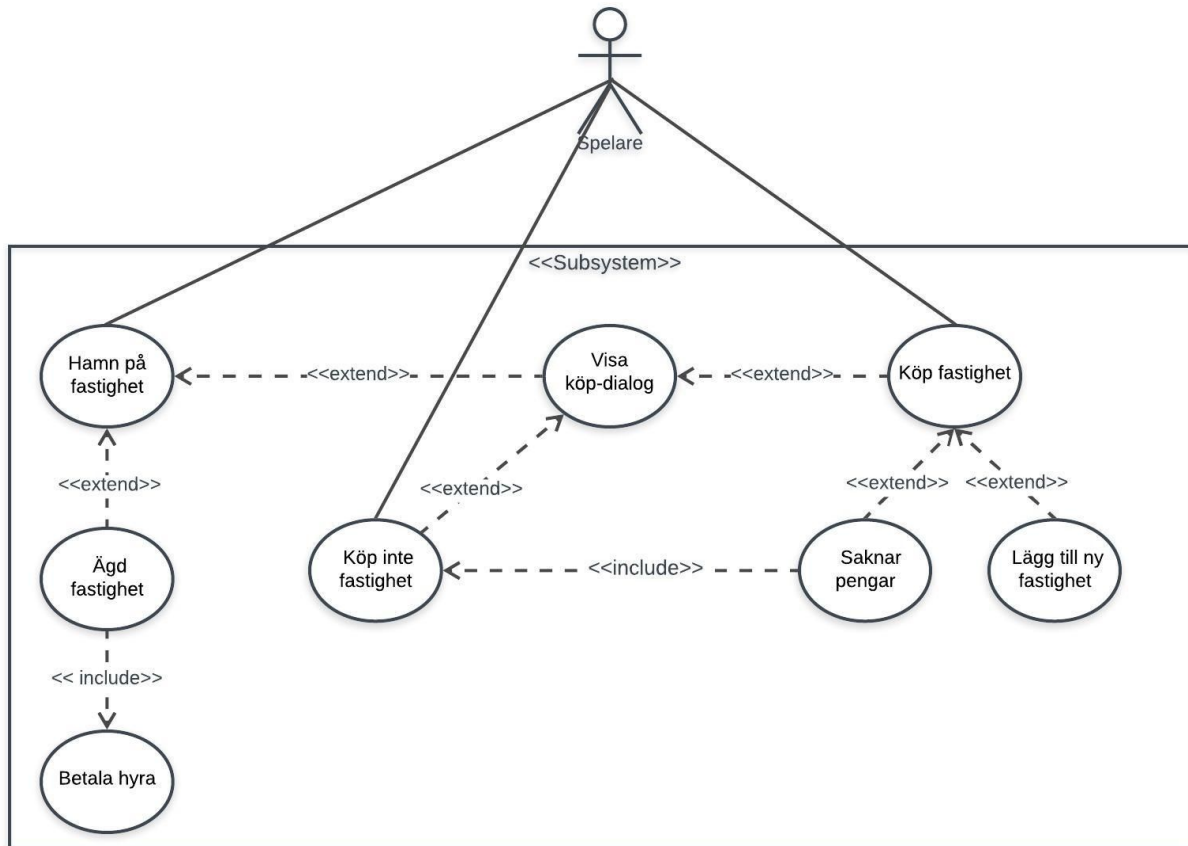 Spelare
<<Subsystem>>
Hamn på
fastighet
<<extend>>
Visa
köp-dialog
<<extend>>
Köp fastighet
<<extend>>
<<extend>>
<<extend>>
<<extend>>
Ägd
fastighet
Köp inte
fastighet
<<include>>
Saknar
pengar
Lägg till ny
fastighet
<< include>>
Betala hyra